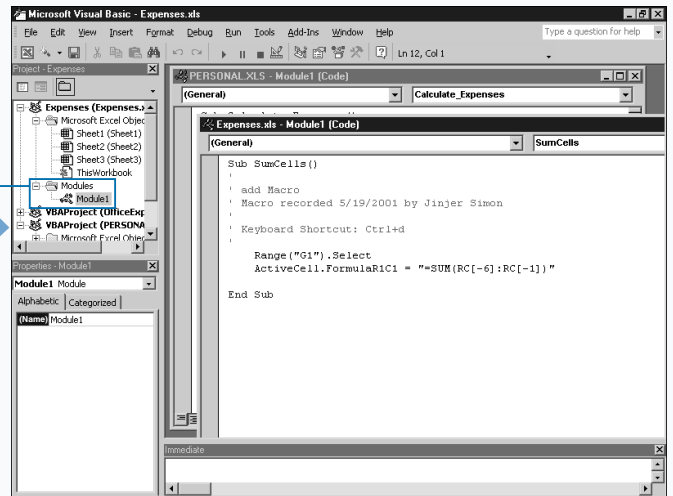 Microsoft Visual Basic - Expenses.xls
File Edit View Insert Format Debug Run Tools Add-Ins Window Help
Type a question for help
Ln 12, Col 1
Project - Expenses
Expenses (Expenses.x
Microsoft Excel Objec
Sheet1 (Sheet1)
Sheet2 (Sheet2)
Sheet3 (Sheet3)
ThisWorkbook
Modules
Module1
VBAProject (OfficeExp
VBAProject (PERSONA
Microsoft Excel Objec
Properties - Module1
Module1 Module
Alphabetic Categorized
(Name) Module1
PERSONAL.XLS - Module1 (Code)
(General) Calculate_Expenses
Expenses.xls - Module1 (Code)
(General) SumCells
Sub SumCells()
'
' add Macro
' Macro recorded 5/19/2001 by Jinjer Simon
'
' Keyboard Shortcut: Ctrl+d
'
Range("G1").Select
ActiveCell.FormulaR1C1 = "=SUM(RC[-6]:RC[-1])"
End Sub
Immediate